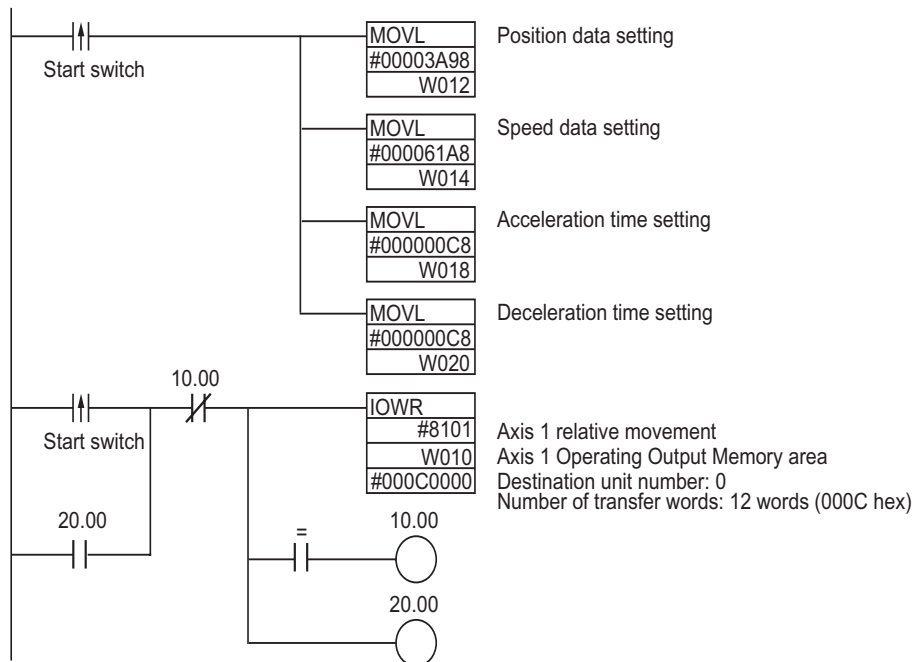 MOVL
#00003A98
W012
Position data setting
Start switch
MOVL
#000061A8
W014
Speed data setting
MOVL
#000000C8
W018
Acceleration time setting
MOVL
#000000C8
W020
Deceleration time setting
10.00
Start switch
IOWR
#8101
W010
#000C0000
Axis 1 relative movement
Axis 1 Operating Output Memory area
Destination unit number: 0
Number of transfer words: 12 words (000C hex)
20.00
=
10.00
20.00